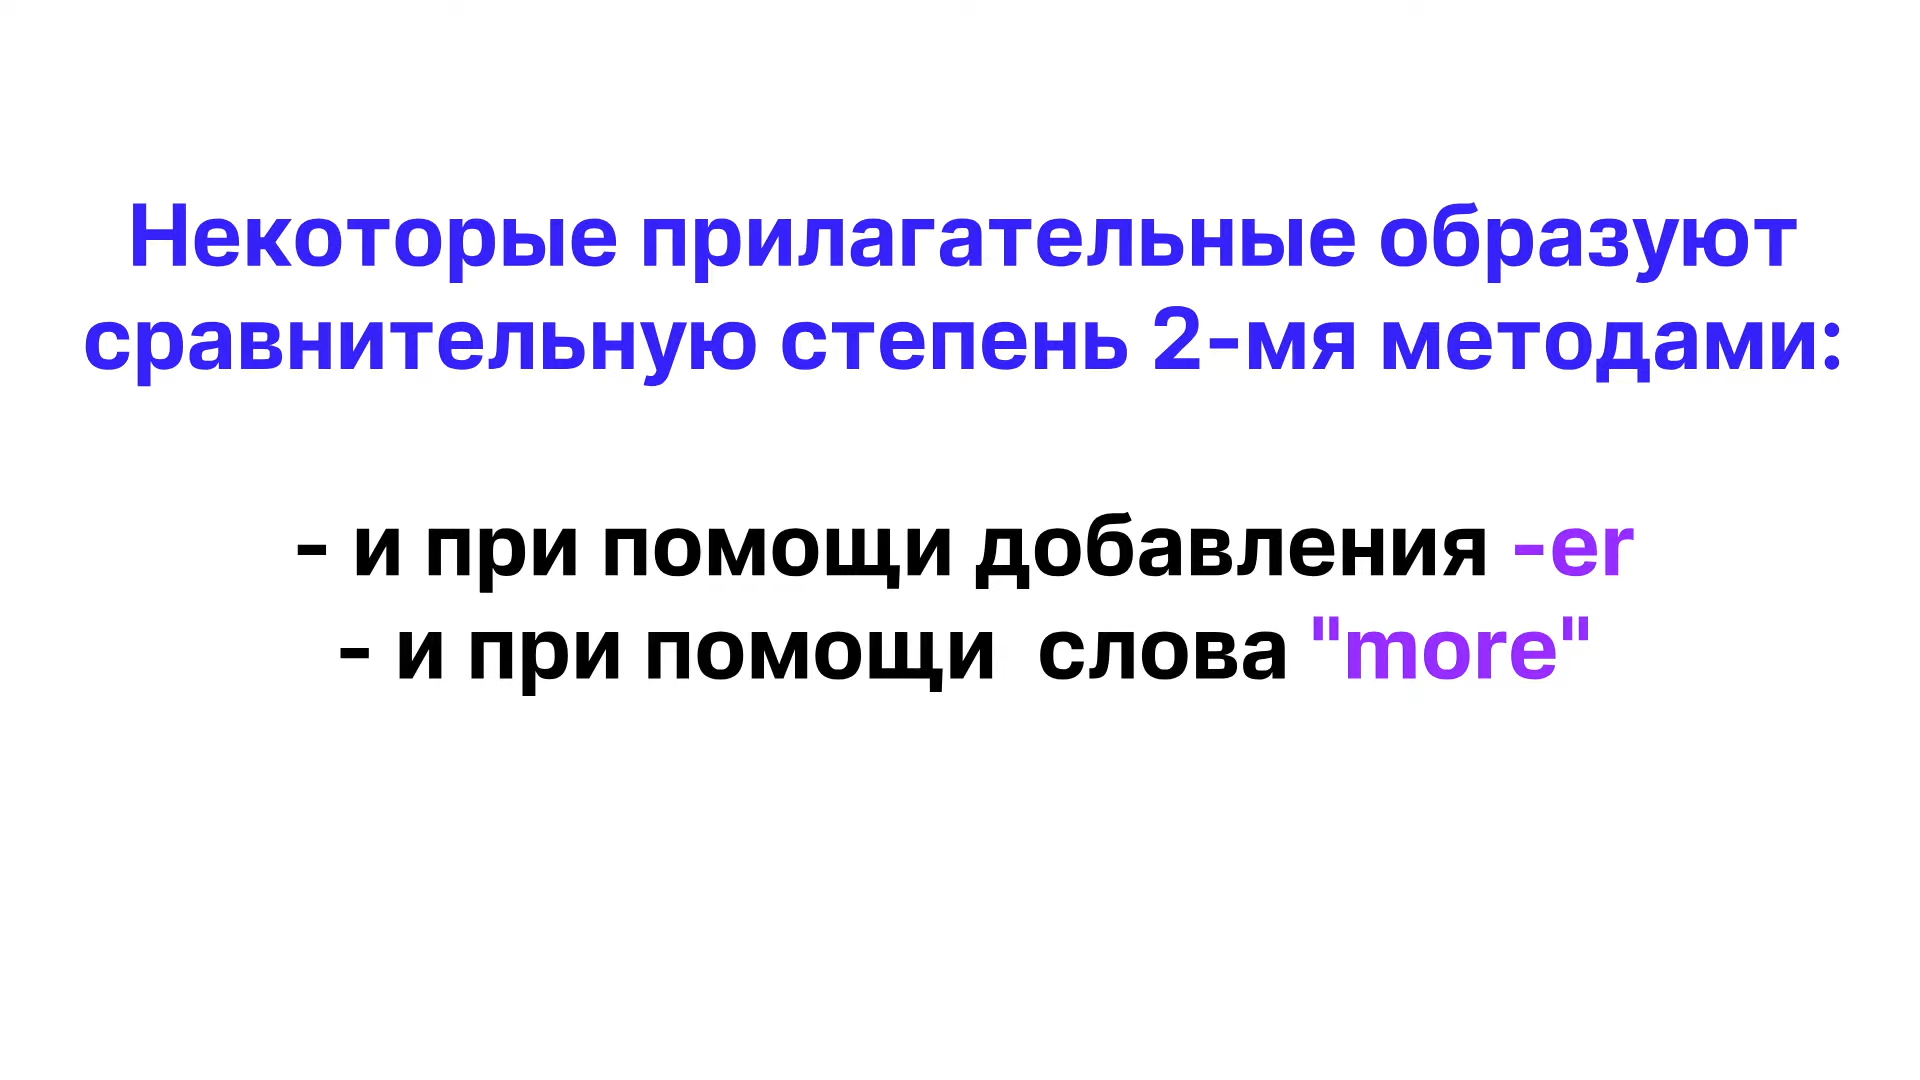 Некоторые прилагательные образуют
сравнительную степень 2-мя методами:
- и при помощи добавления -er
- и при помощи  слова "more"